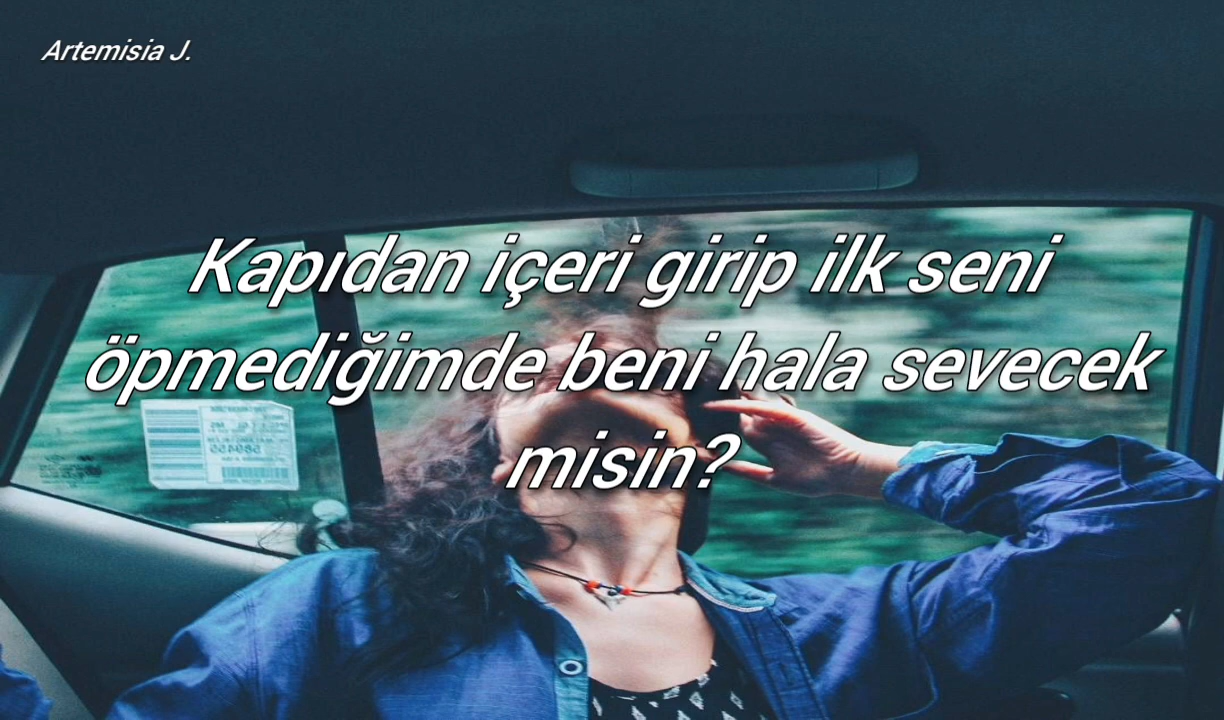 Artemisia J.
Kapıdan içeri girip ilk seni
öpmediğimde beni hala sevecek
misin?